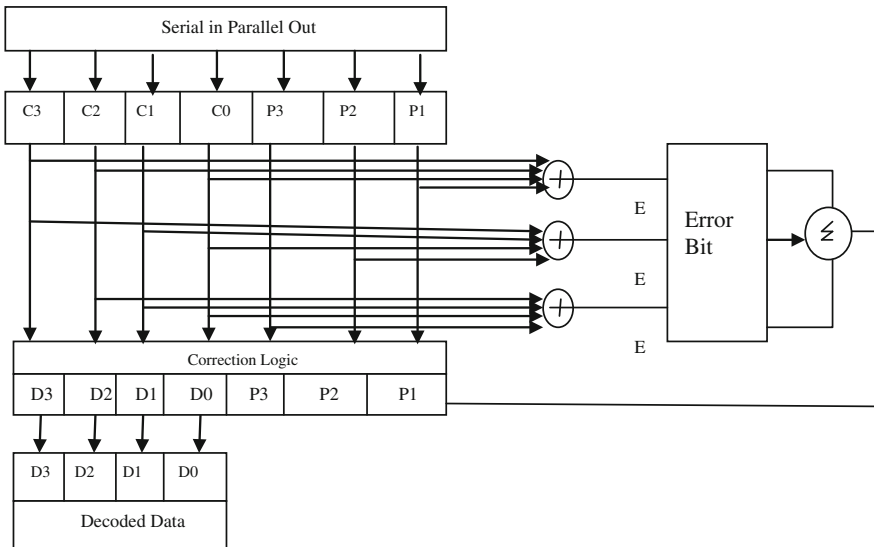 Serial in Parallel Out
C3 C2 C1 C0 P3 P2 P1
E
Error
Bit
E
E
Correction Logic
D3 D2 D1 D0 P3 P2 P1
D3 D2 D1 D0
Decoded Data